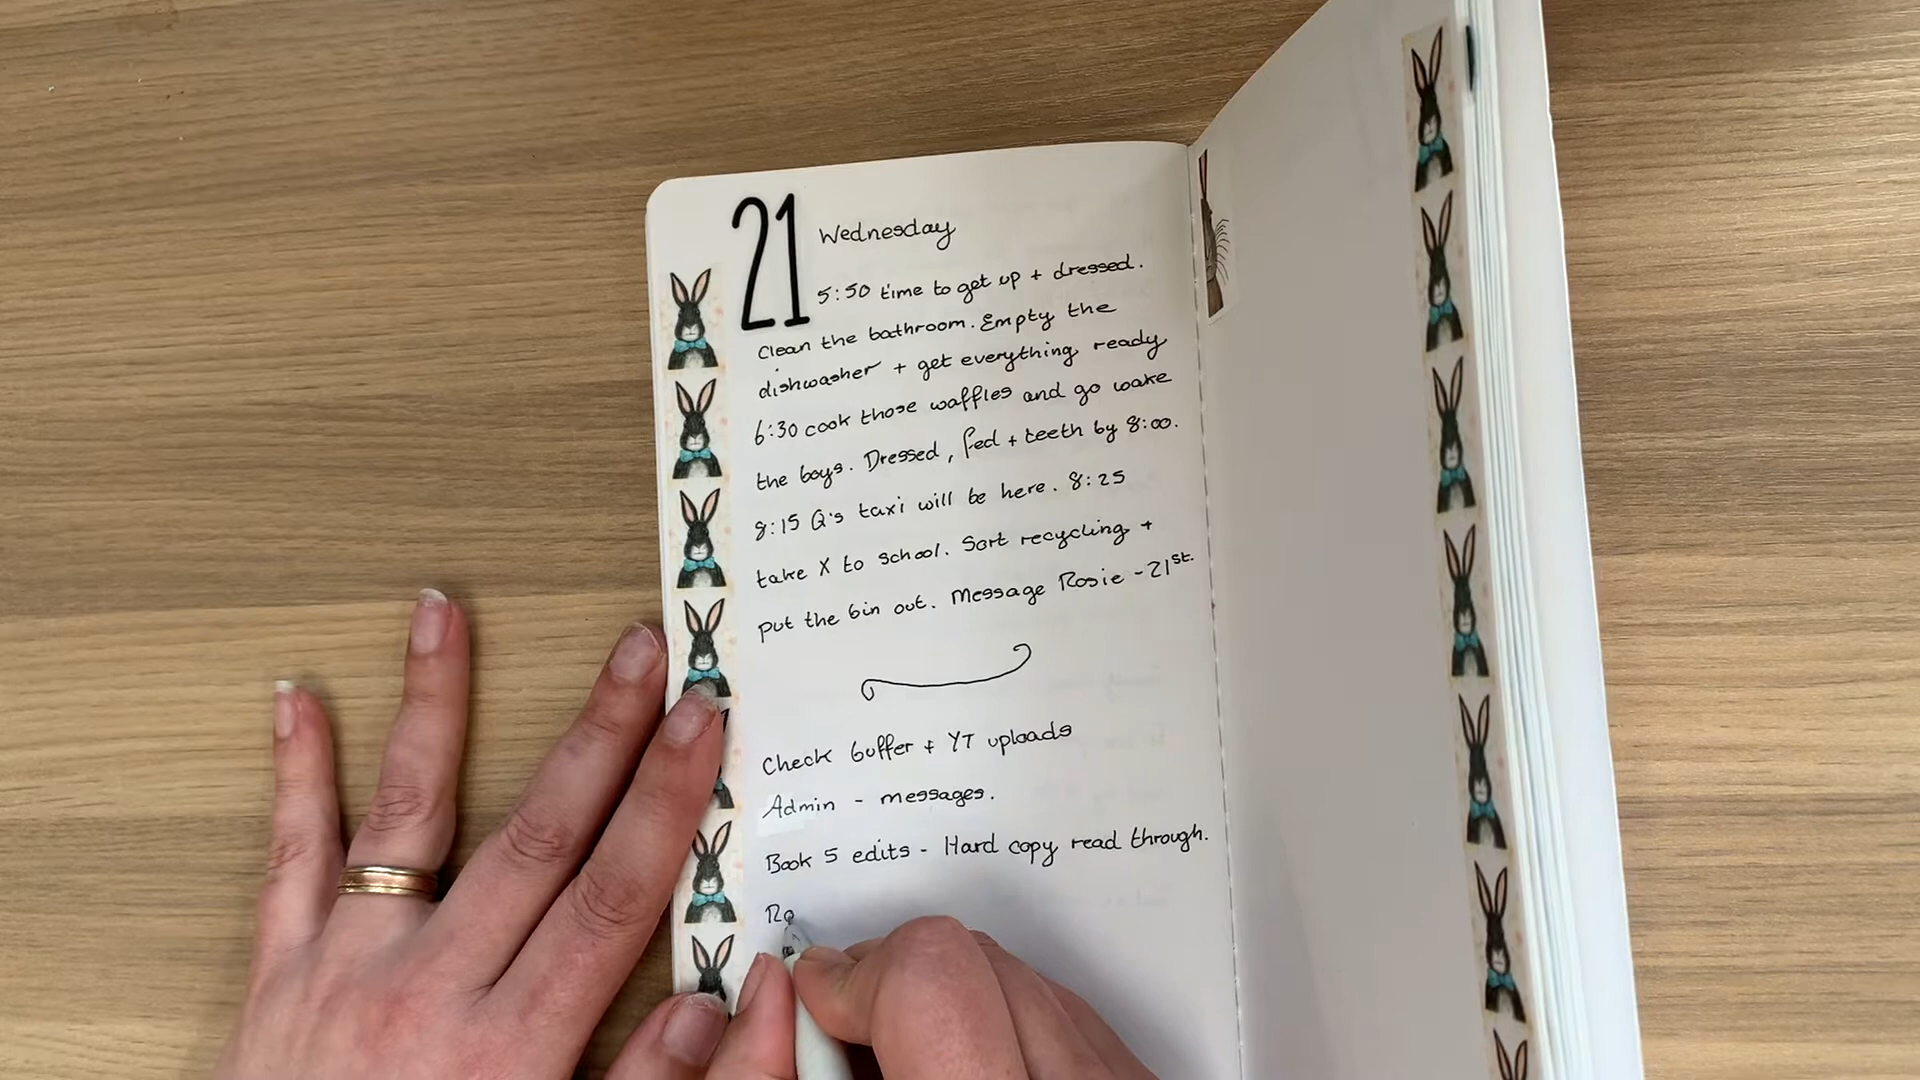 21 Wednesday
5:50 time to get up + dressed.
Clean the bathroom. Empty the
dishwasher + get everything ready
6:30 cook those waffles and go wake
the boys. Dressed, fed + teeth by 8:00.
8:15 Q's taxi will be here. 8:25
take X to school. Sort recycling +
put the bin out. Message Rosie - 21st.
Check buffer + YT uploads
Admin - messages.
Book 5 edits - Hard copy read through.
Ro